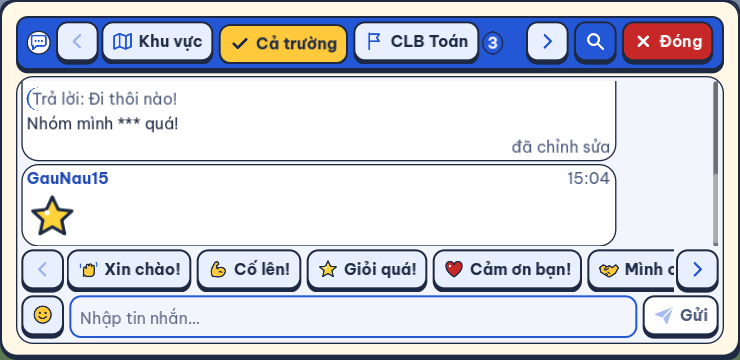 Khu vực
Cả trường
CLB Toán
3
Đóng
Trả lời: Đi thôi nào!
Nhóm mình *** quá!
đã chỉnh sửa
GauNau15
15:04
Xin chào!
Cố lên!
Giỏi quá!
Cảm ơn bạn!
Mình
Nhập tin nhắn...
Gửi